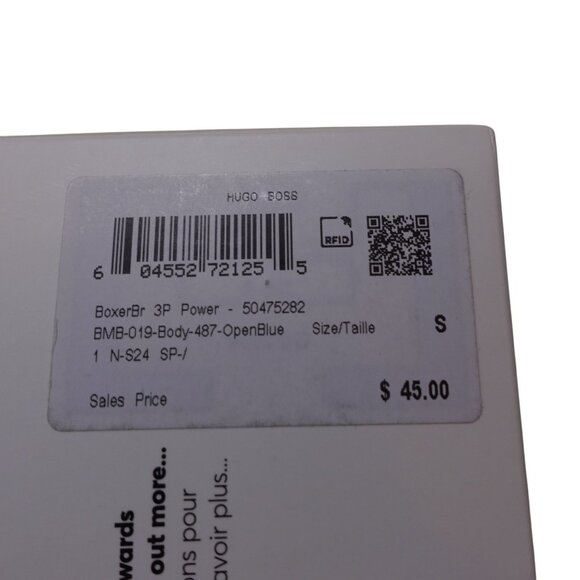 HUGO BOSS
RFID
6 04552 72125 5
BoxerBr 3P Power - 50475282
BMB-019-Body-487-OpenBlue Size/Taille S
1 N-S24 SP-/
Sales Price $ 45.00
wards
out more...
ons pour
avoir plus...